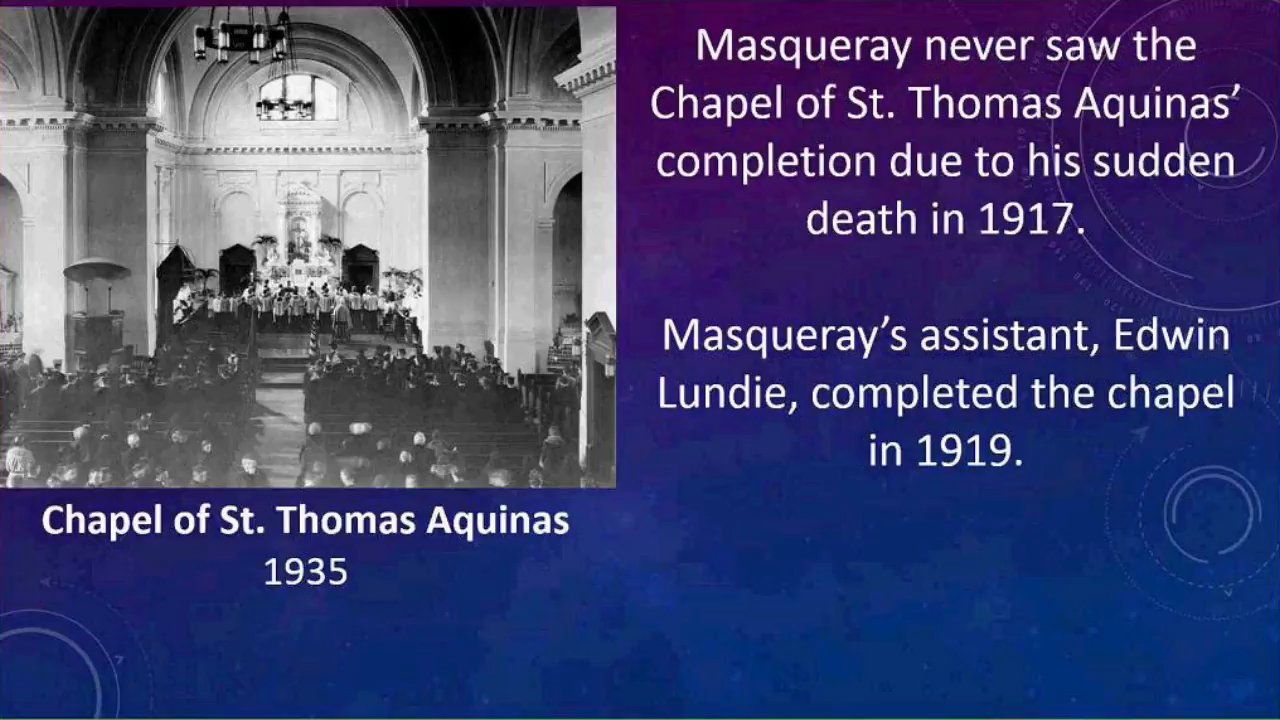 Masqueray never saw the
Chapel of St. Thomas Aquinas’
completion due to his sudden
death in 1917.
Masqueray’s assistant, Edwin
Lundie, completed the chapel
in 1919.
Chapel of St. Thomas Aquinas
1935